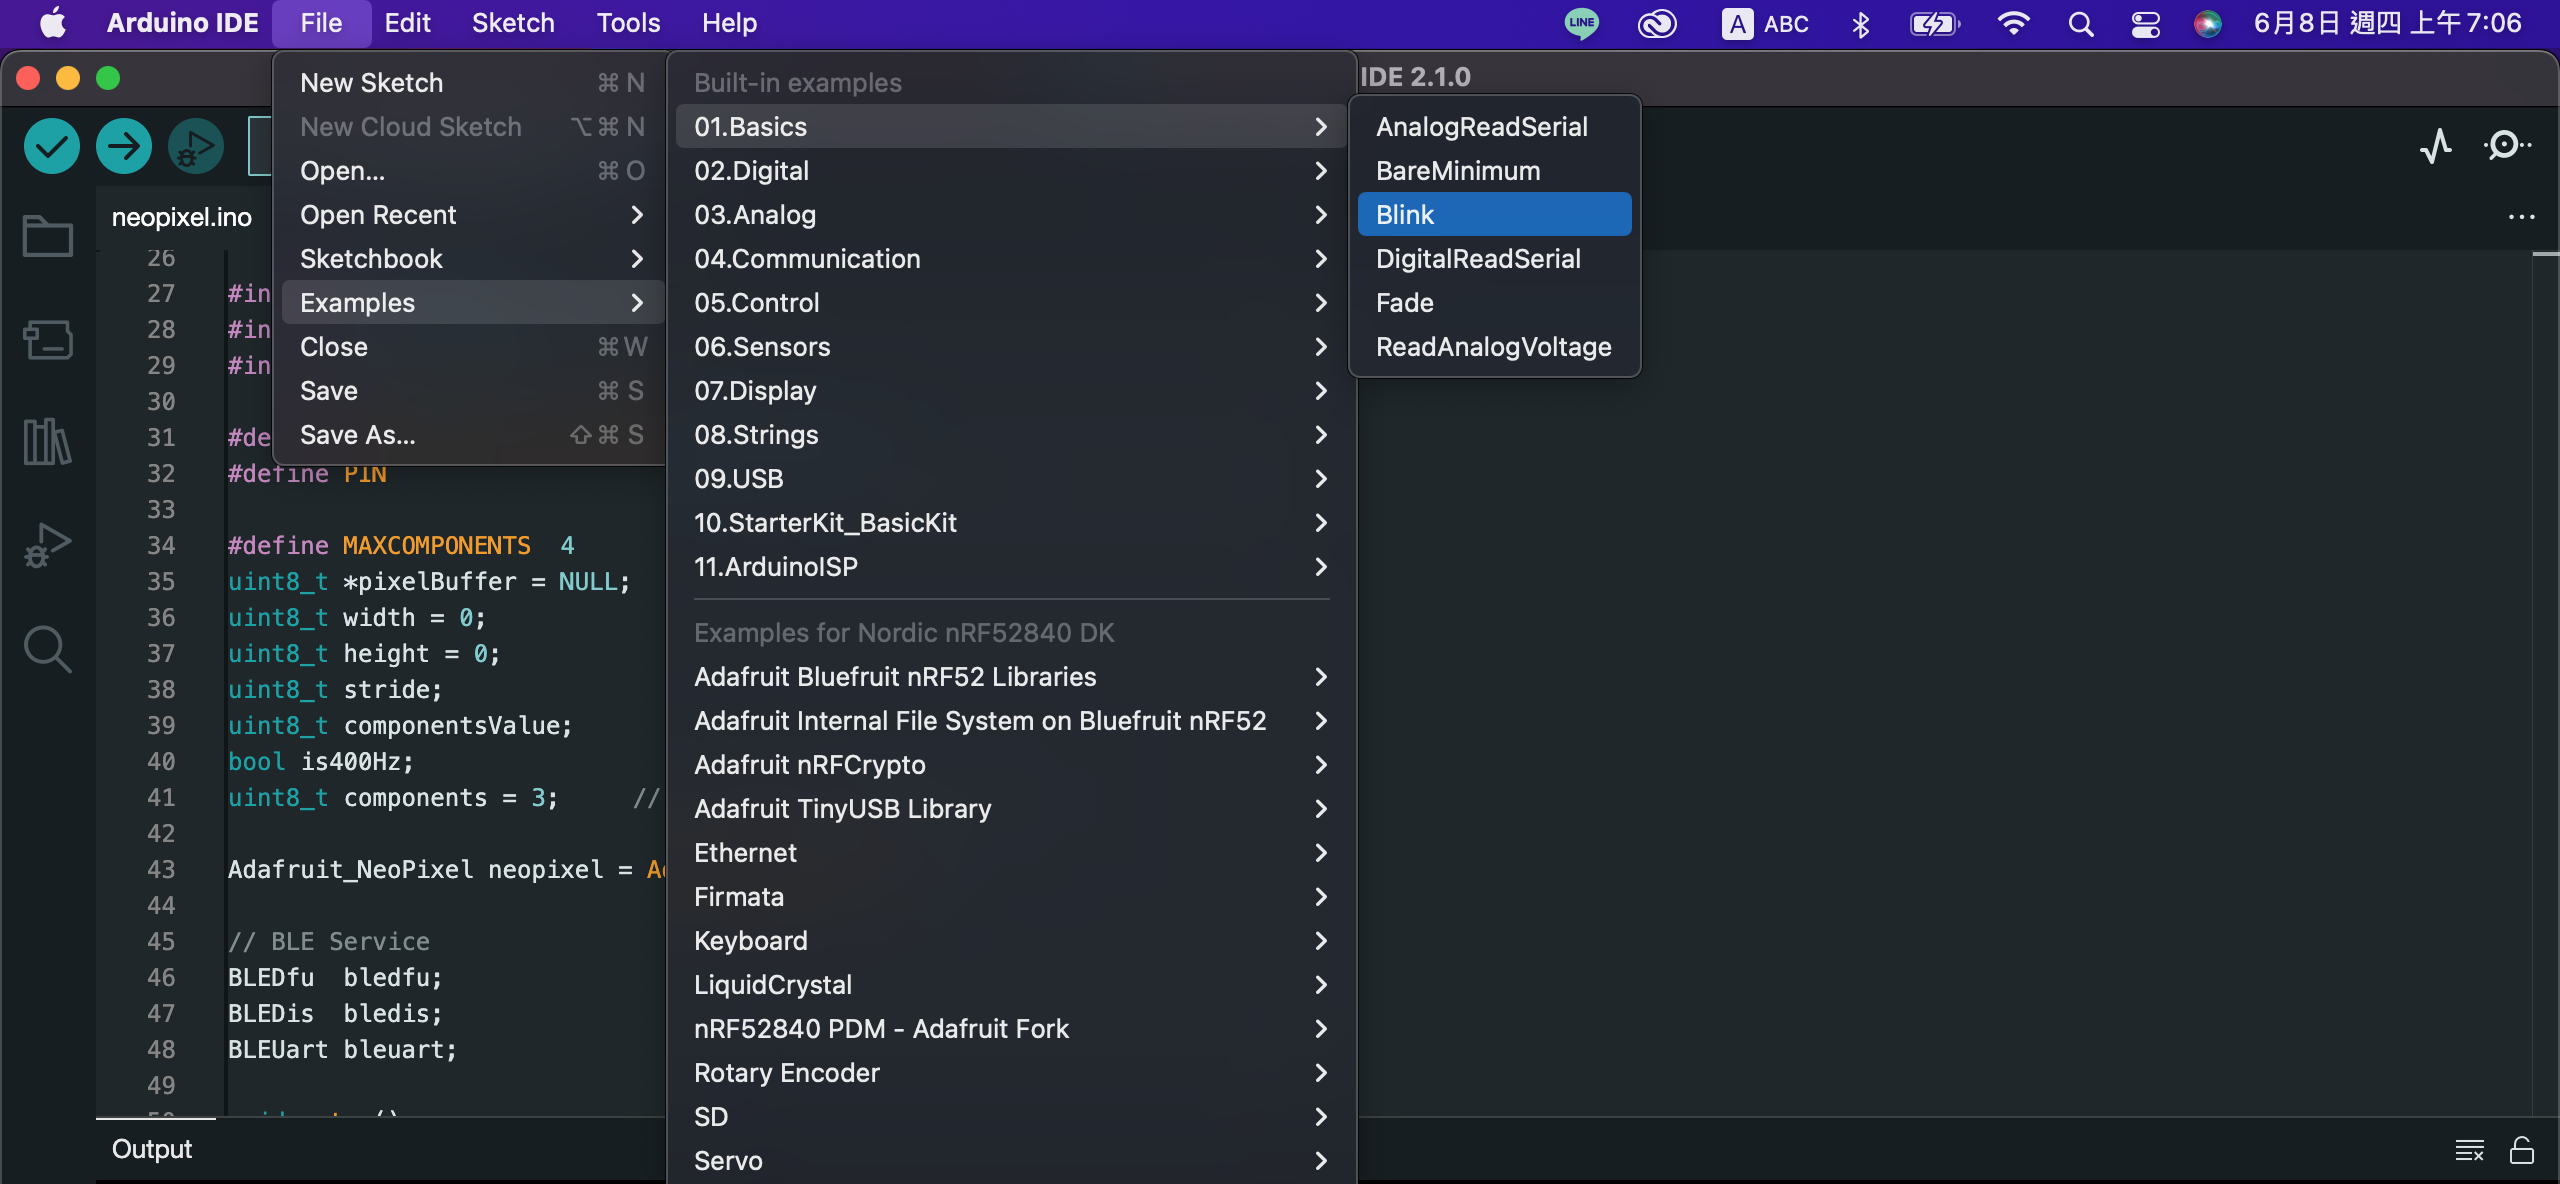 Arduino IDE File Edit Sketch Tools Help LINE A ABC 6月8日 週四 上午7:06
IDE 2.1.0
New Sketch ⌘ N
New Cloud Sketch ⌥ ⌘ N
Open... ⌘ O
Open Recent
Sketchbook
Examples
Close ⌘ W
Save ⌘ S
Save As... ⇧ ⌘ S
Built-in examples
01.Basics
02.Digital
03.Analog
04.Communication
05.Control
06.Sensors
07.Display
08.Strings
09.USB
10.StarterKit_BasicKit
11.ArduinoISP
Examples for Nordic nRF52840 DK
Adafruit Bluefruit nRF52 Libraries
Adafruit Internal File System on Bluefruit nRF52
Adafruit nRFCrypto
Adafruit TinyUSB Library
Ethernet
Firmata
Keyboard
LiquidCrystal
nRF52840 PDM - Adafruit Fork
Rotary Encoder
SD
Servo
AnalogReadSerial
BareMinimum
Blink
DigitalReadSerial
Fade
ReadAnalogVoltage
neopixel.ino
26
27 #in
28 #in
29 #in
30
31 #de
32 #define PIN
33
34 #define MAXCOMPONENTS 4
35 uint8_t *pixelBuffer = NULL;
36 uint8_t width = 0;
37 uint8_t height = 0;
38 uint8_t stride;
39 uint8_t componentsValue;
40 bool is400Hz;
41 uint8_t components = 3; //
42
43 Adafruit_NeoPixel neopixel = A
44
45 // BLE Service
46 BLEDfu bledfu;
47 BLEDis bledis;
48 BLEUart bleuart;
49
Output